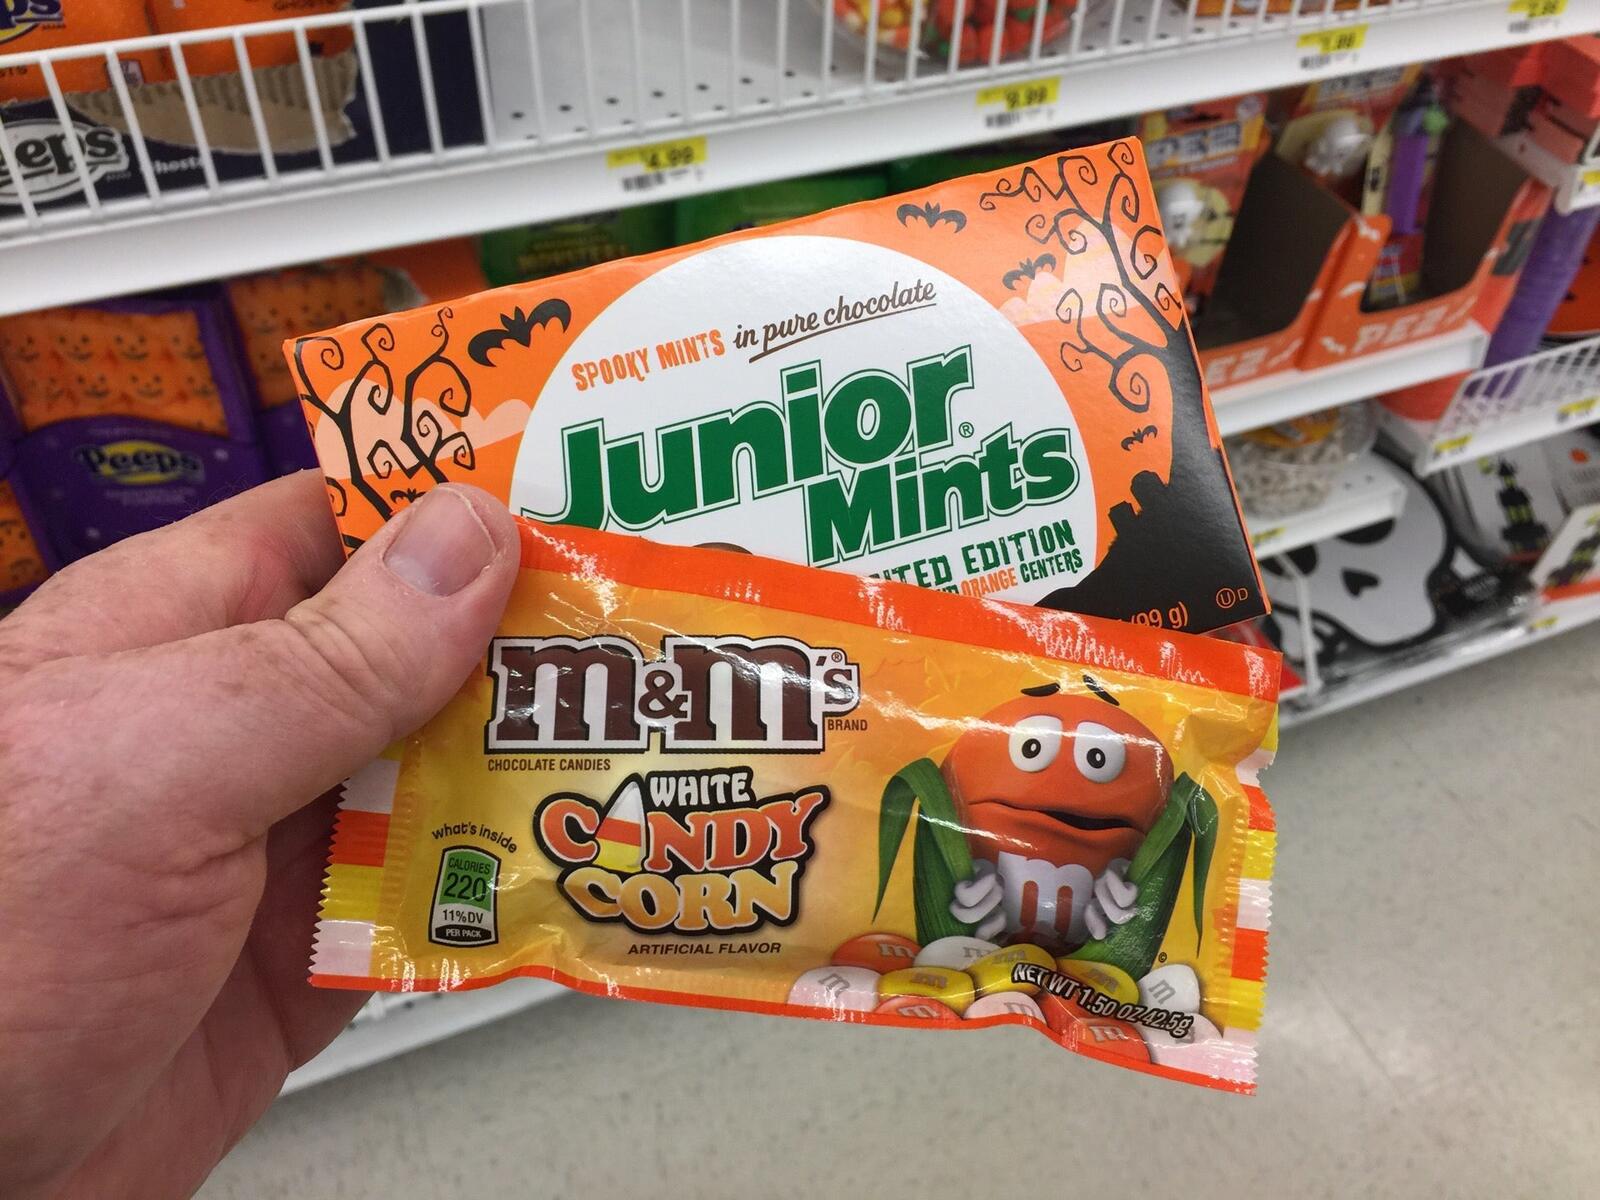 eeps
4.99
9.99
Peeps
PEZ
SPOOKY MINTS in pure chocolate
Junior®
Mints
ITED EDITION
ORANGE CENTERS
(99 g)
U D
m&m's®
BRAND
CHOCOLATE CANDIES
WHITE
CANDY
CORN
ARTIFICIAL FLAVOR
what's inside
CALORIES
220
11%DV
PER PACK
m
NET WT 1.50 OZ 42.5g